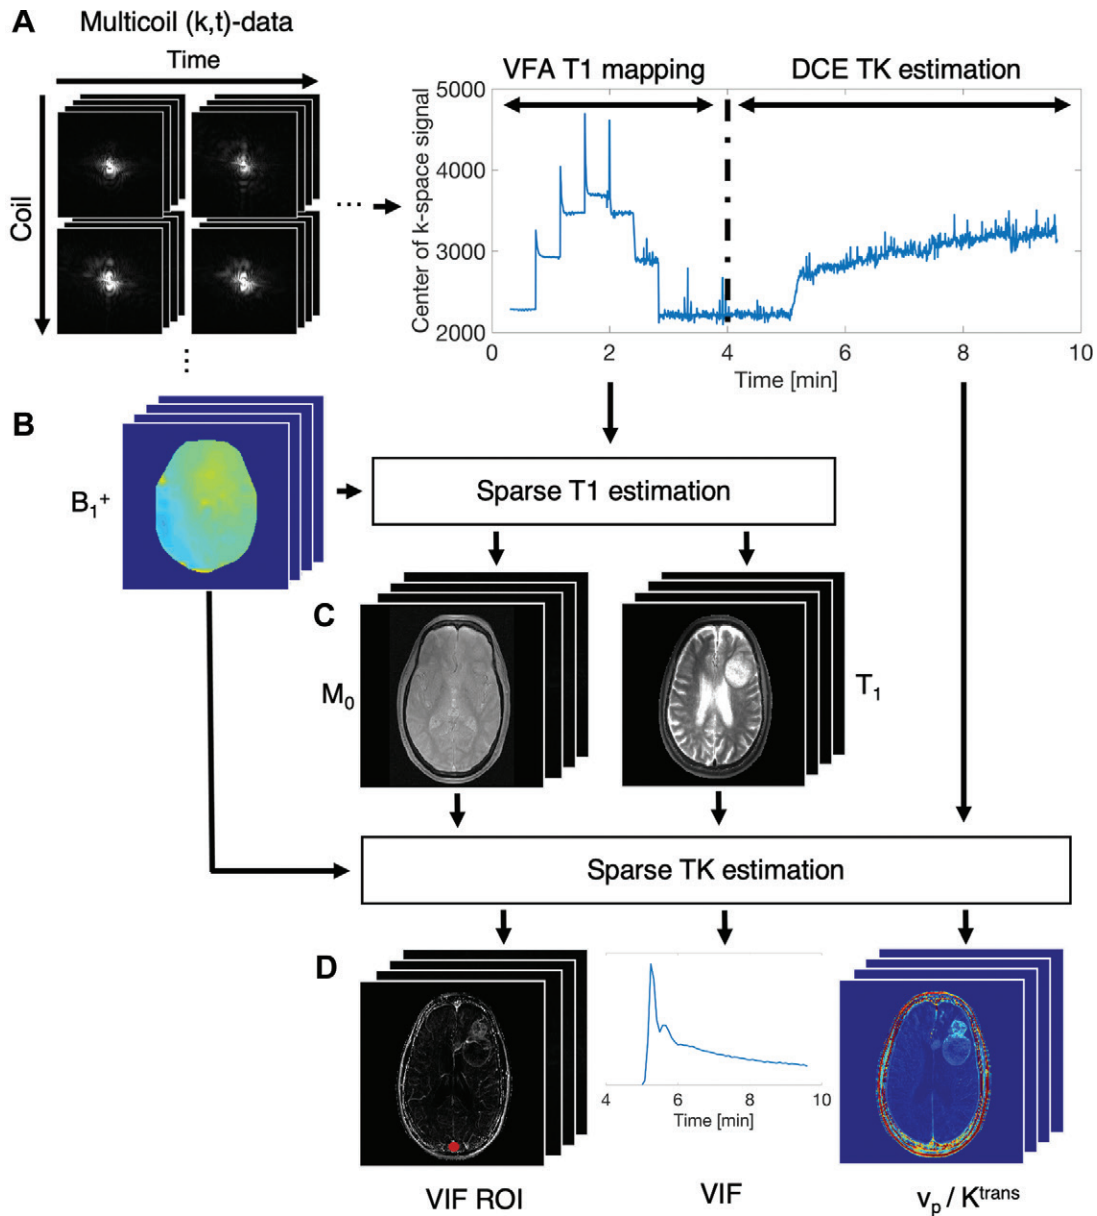 A
Multicoil (k,t)-data
Time
Coil
...
...
VFA T1 mapping
DCE TK estimation
Center of k-space signal
5000
4000
3000
2000
0
2
4
6
8
10
Time [min]
B
B₁⁺
Sparse T1 estimation
C
M₀
T₁
Sparse TK estimation
D
4
6
8
10
Time [min]
VIF ROI
VIF
vₚ / Kᵗʳᵃⁿˢ